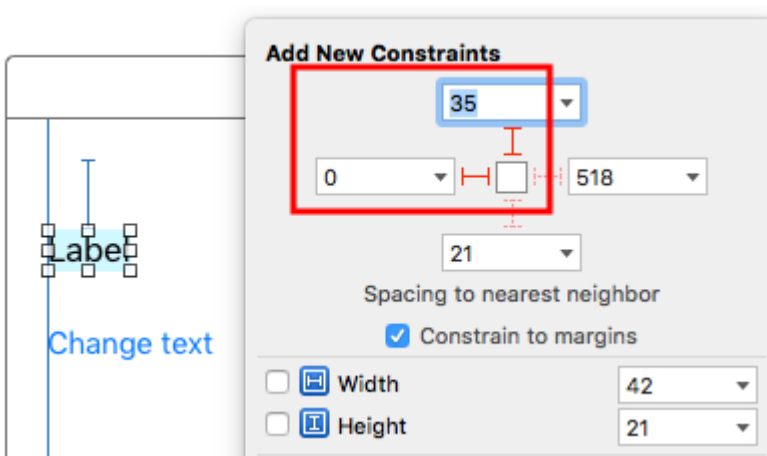 Add New Constraints
35
0
518
Label
21
Change text
Spacing to nearest neighbor
Constrain to margins
Width
42
Height
21